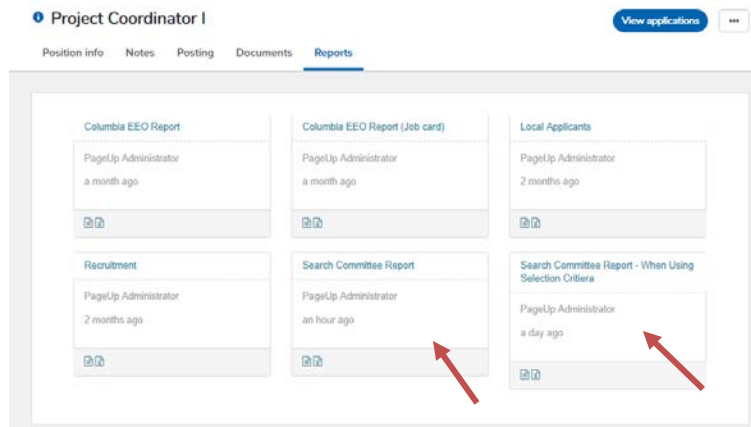 Project Coordinator I
View applications
Position info Notes Posting Documents Reports
Columbia EEO Report
PageUp Administrator
a month ago
Columbia EEO Report (Job card)
PageUp Administrator
a month ago
Local Applicants
PageUp Administrator
2 months ago
Recruitment
PageUp Administrator
2 months ago
Search Committee Report
PageUp Administrator
an hour ago
Search Committee Report - When Using
Selection Critiera
PageUp Administrator
a day ago